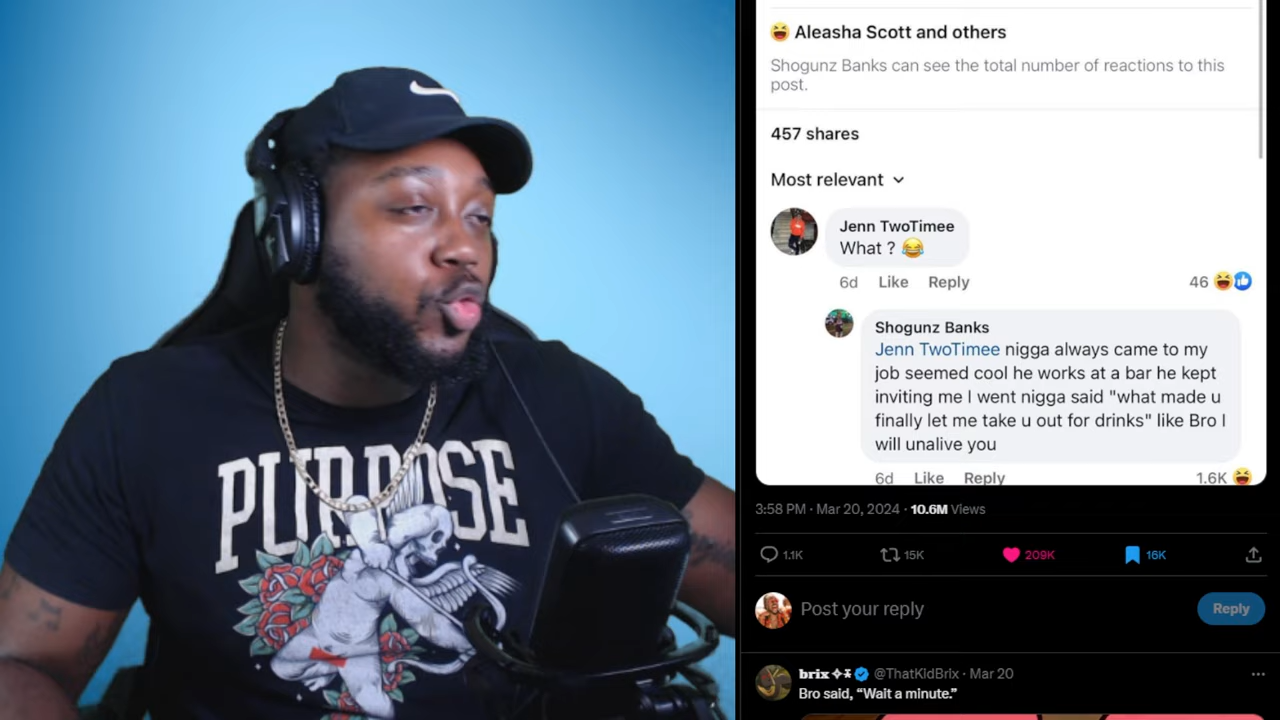 Aleasha Scott and others
Shogunz Banks can see the total number of reactions to this
post.
457 shares
Most relevant
Jenn TwoTimee
What ? 😂
6d Like Reply 46
Shogunz Banks
Jenn TwoTimee nigga always came to my
job seemed cool he works at a bar he kept
inviting me I went nigga said "what made u
finally let me take u out for drinks" like Bro I
will unalive you
6d Like Reply 1.6K
3:58 PM · Mar 20, 2024 · 10.6M Views
1.1K 15K 209K 16K
Post your reply
Reply
brix @ThatKidBrix · Mar 20
Bro said, “Wait a minute.”
PURPOSE